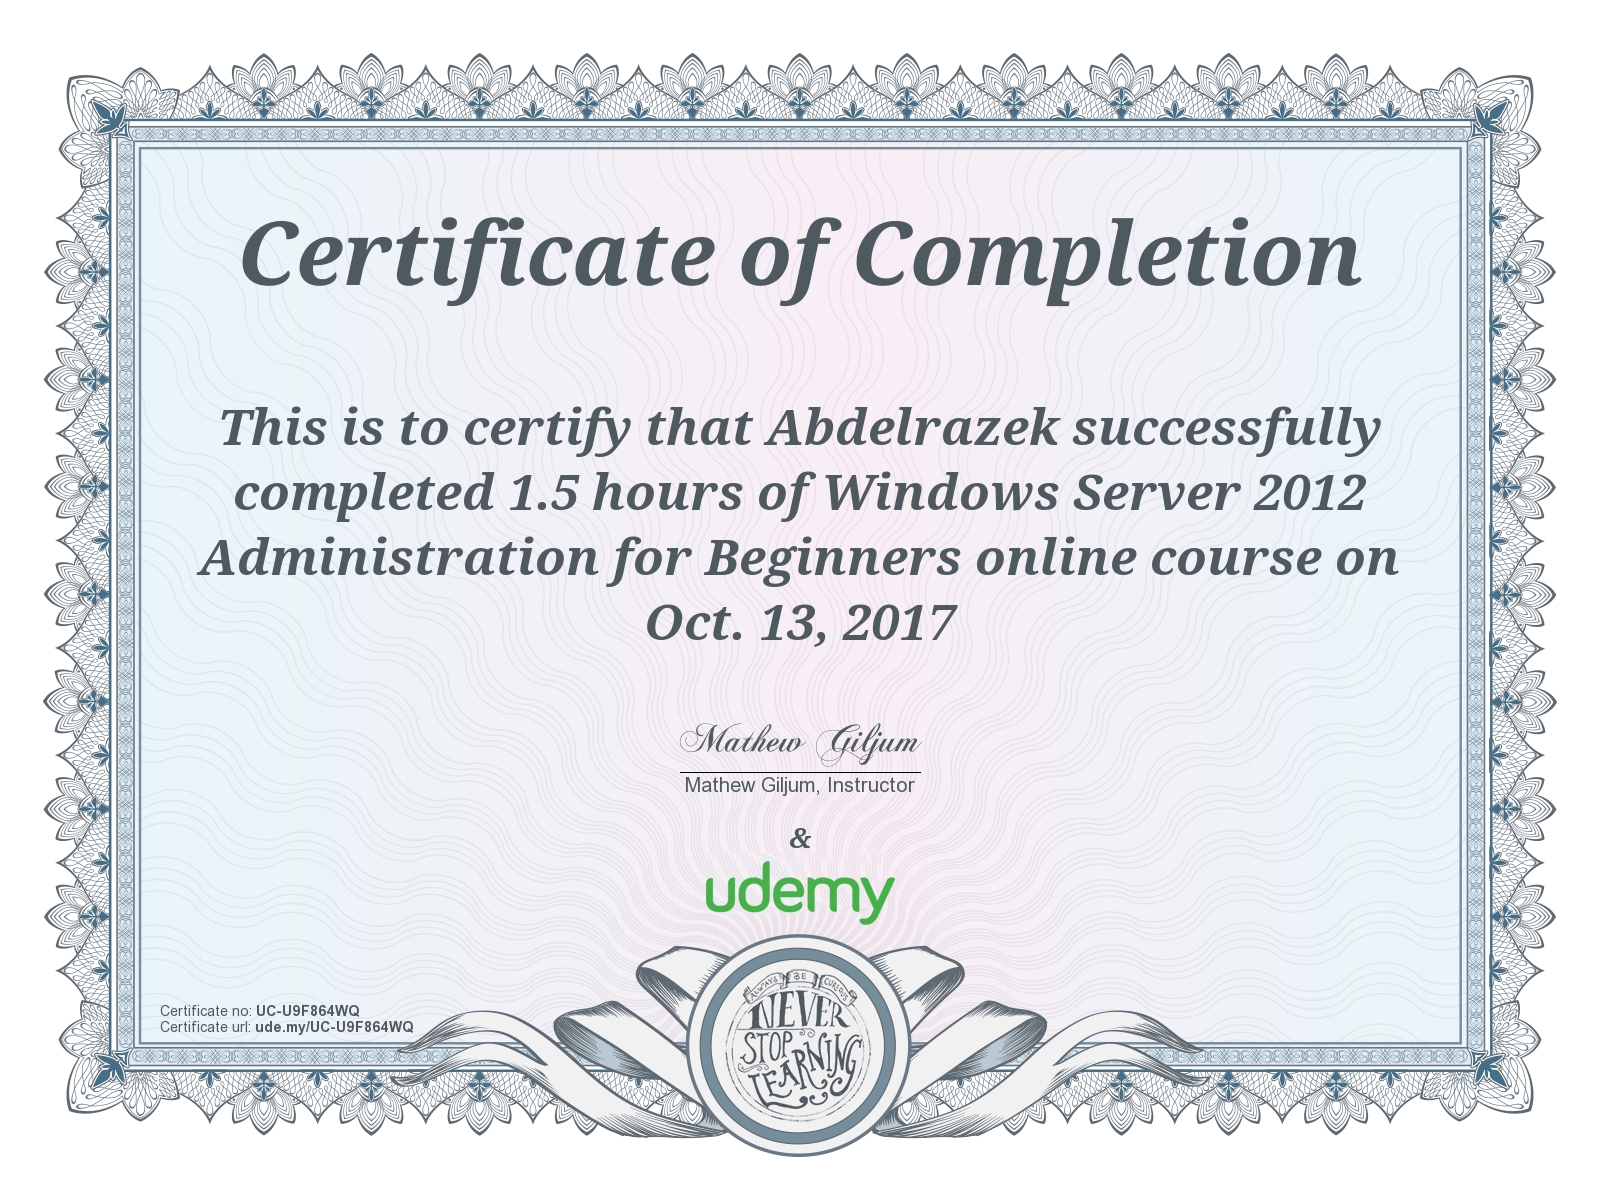 Certificate of Completion
This is to certify that Abdelrazek successfully
completed 1.5 hours of Windows Server 2012
Administration for Beginners online course on
Oct. 13, 2017
Mathew Giljum
Mathew Giljum, Instructor
&
udemy
Certificate no: UC-U9F864WQ
Certificate url: ude.my/UC-U9F864WQ
ALWAYS BE CURIOUS
NEVER
STOP
LEARNING